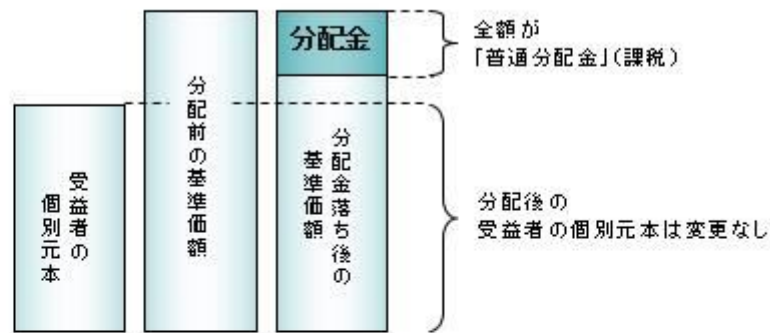 受益者の
個別元本
分配前の基準価額
分配金
分配金落ち後の
基準価額
全額が
「普通分配金」(課税)
分配後の
受益者の個別元本は変更なし